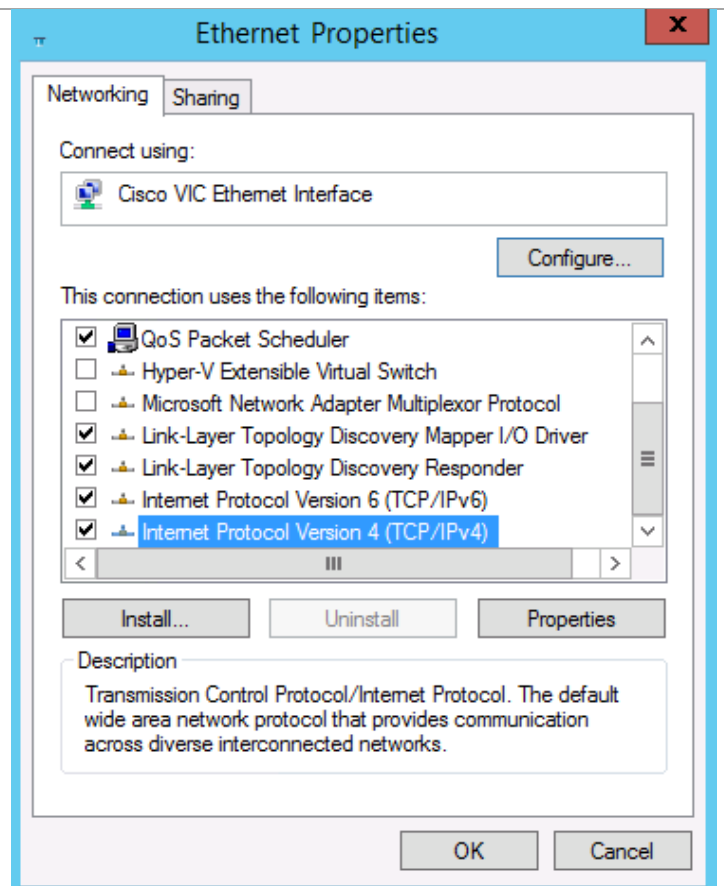 Ethernet Properties
x
Networking
Sharing
Connect using:
Cisco VIC Ethernet Interface
Configure...
This connection uses the following items:
QoS Packet Scheduler
Hyper-V Extensible Virtual Switch
Microsoft Network Adapter Multiplexor Protocol
Link-Layer Topology Discovery Mapper I/O Driver
Link-Layer Topology Discovery Responder
Internet Protocol Version 6 (TCP/IPv6)
Internet Protocol Version 4 (TCP/IPv4)
Install...
Uninstall
Properties
Description
Transmission Control Protocol/Internet Protocol. The default
wide area network protocol that provides communication
across diverse interconnected networks.
OK
Cancel